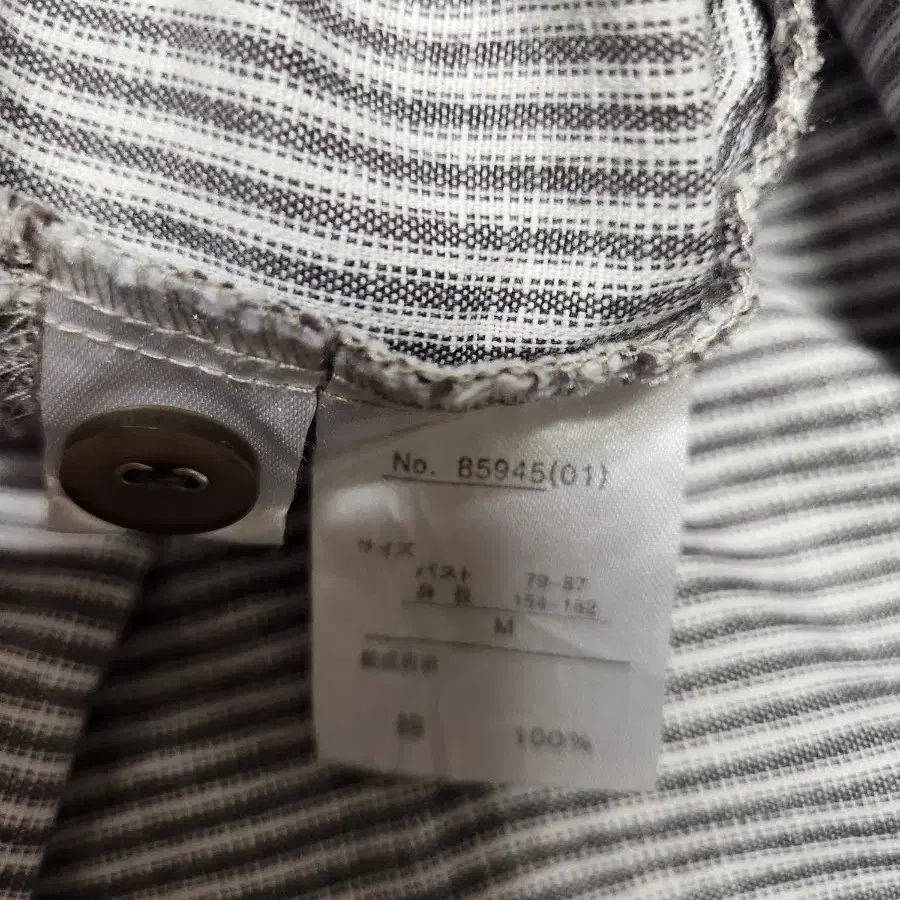 No. 85945(01)
サイズ
バスト 79-87
身長 154-162
M
組成表示
綿 100%